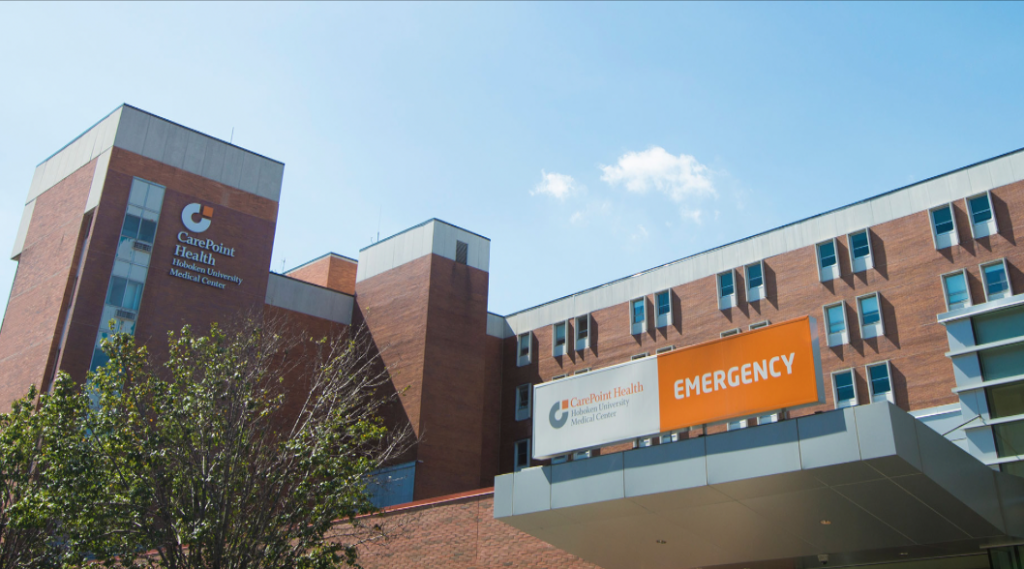 CarePoint
Health
Hoboken University
Medical Center
CarePoint Health
Hoboken University
Medical Center
EMERGENCY